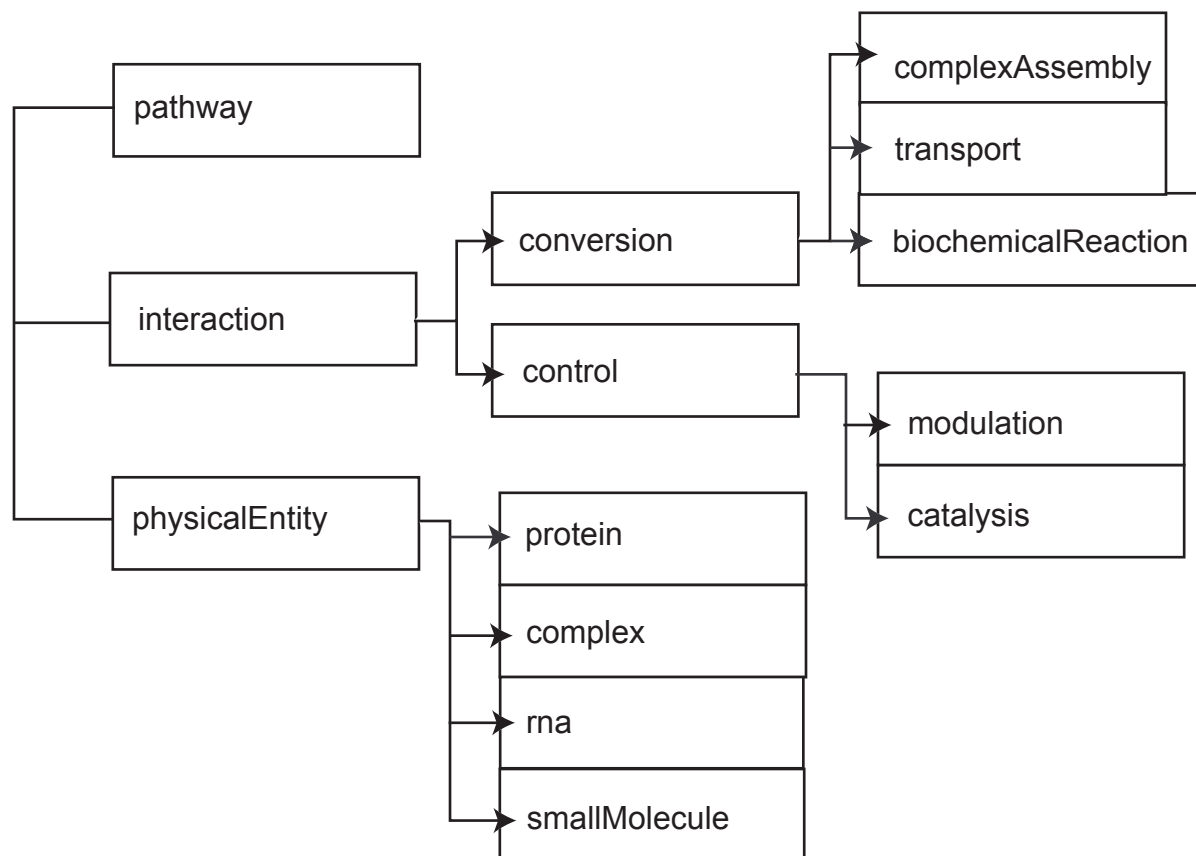 pathway
interaction
physicalEntity
conversion
control
complexAssembly
transport
biochemicalReaction
modulation
catalysis
protein
complex
rna
smallMolecule